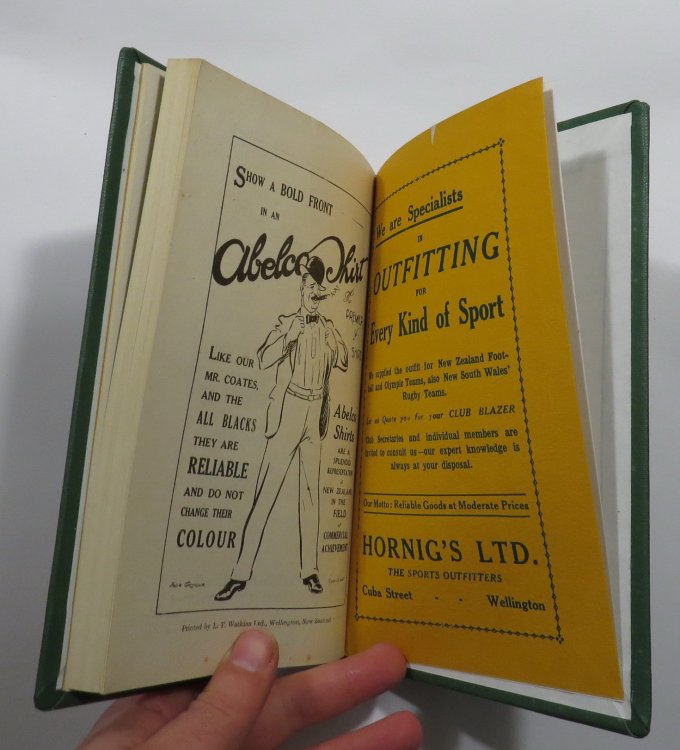 SHOW A BOLD FRONT
IN AN
Abelco Shirt
LIKE OUR
MR. COATES,
AND THE
ALL BLACKS
THEY ARE
RELIABLE
AND DO NOT
CHANGE THEIR
COLOUR
Abelco
Shirts
ARE A
SPLENDID
REPRESENTATION
OF
NEW ZEALAND
IN THE
FIELD
of
COMMERCIAL
ACHIEVEMENT
Printed by L. T. Watkins Ltd., Wellington, New Zealand
We are Specialists
IN
OUTFITTING
FOR
Every Kind of Sport
We supplied the outfit for New Zealand Foot-
ball and Olympic Teams, also New South Wales'
Rugby Teams.
Let us Quote you for your CLUB BLAZER
Club Secretaries and individual members are
invited to consult us—our expert knowledge is
always at your disposal.
Our Motto: Reliable Goods at Moderate Prices
HORNIG'S LTD.
THE SPORTS OUTFITTERS
Cuba Street - - Wellington